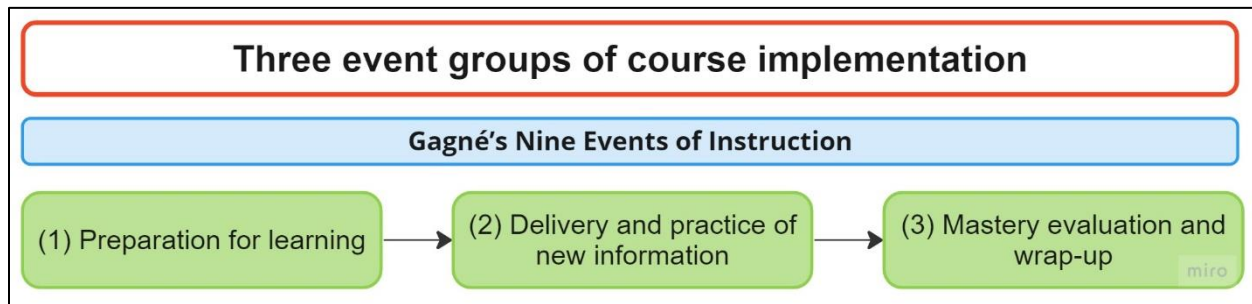 Three event groups of course implementation
Gagné's Nine Events of Instruction
(1) Preparation for learning
(2) Delivery and practice of
new information
(3) Mastery evaluation and
wrap-up
miro